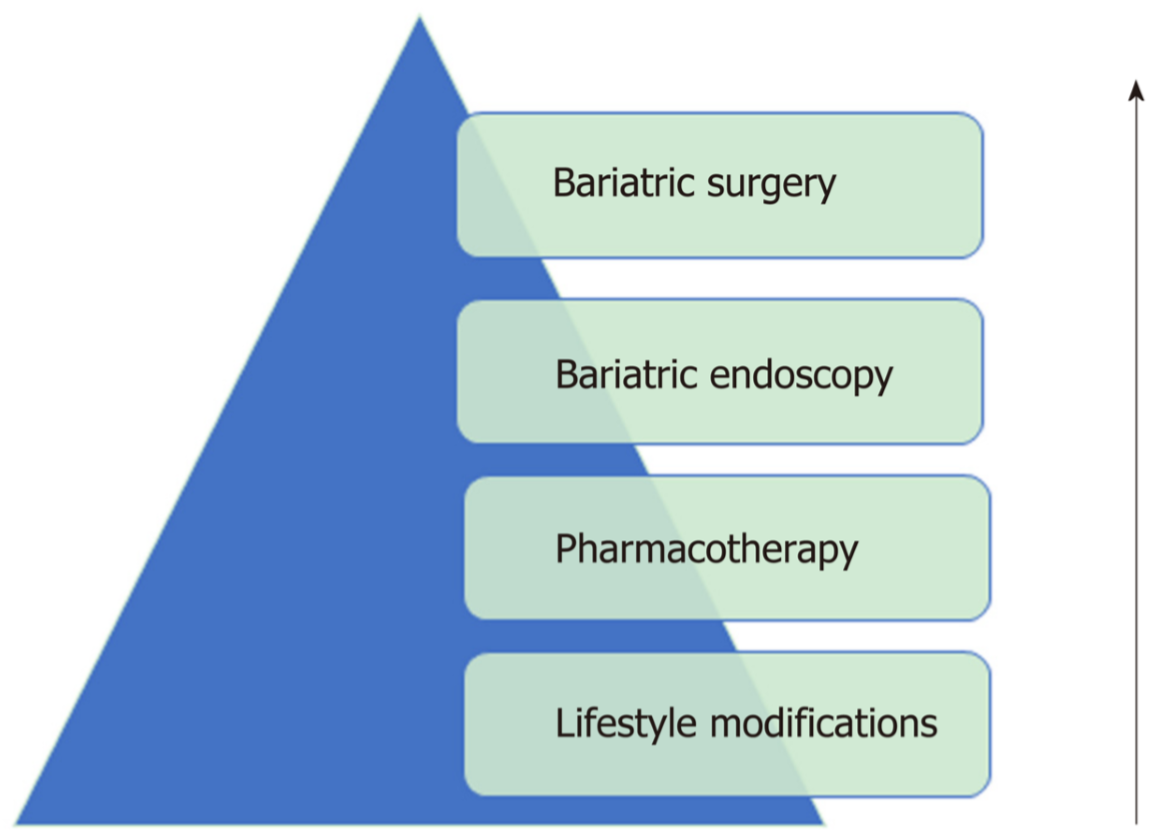 Bariatric surgery
Bariatric endoscopy
Pharmacotherapy
Lifestyle modifications